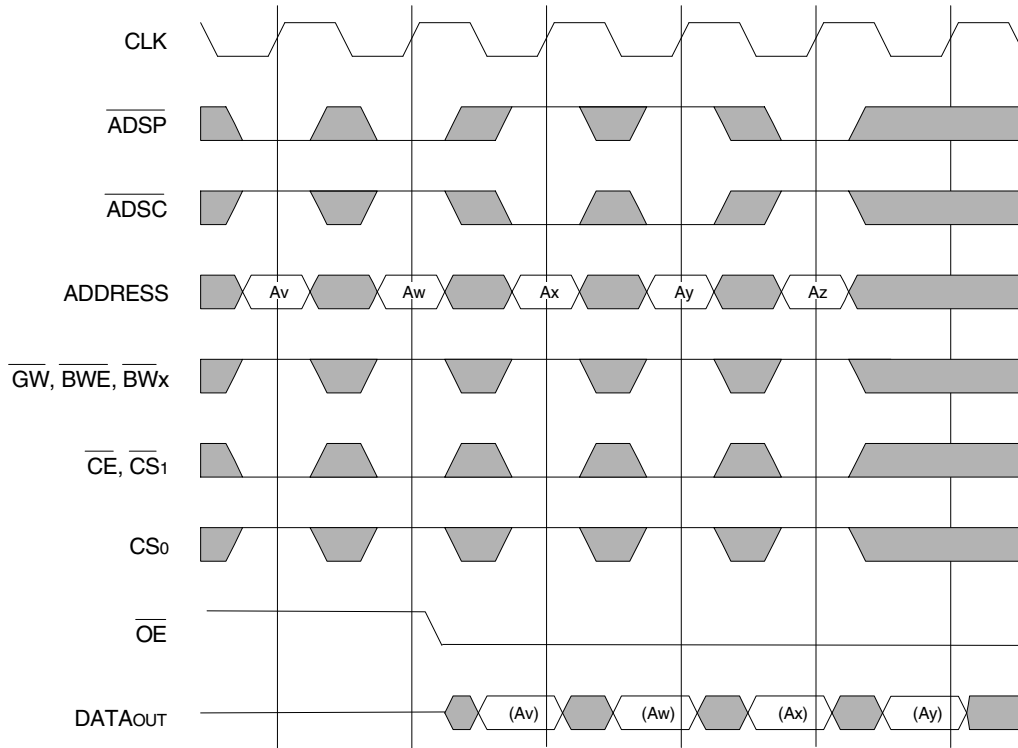 CLK
ADSP
ADSC
ADDRESS Av Aw Ax Ay Az
GW, BWE, BWx
CE, CS1
CS0
OE
DATAOUT (Av) (Aw) (Ax) (Ay)